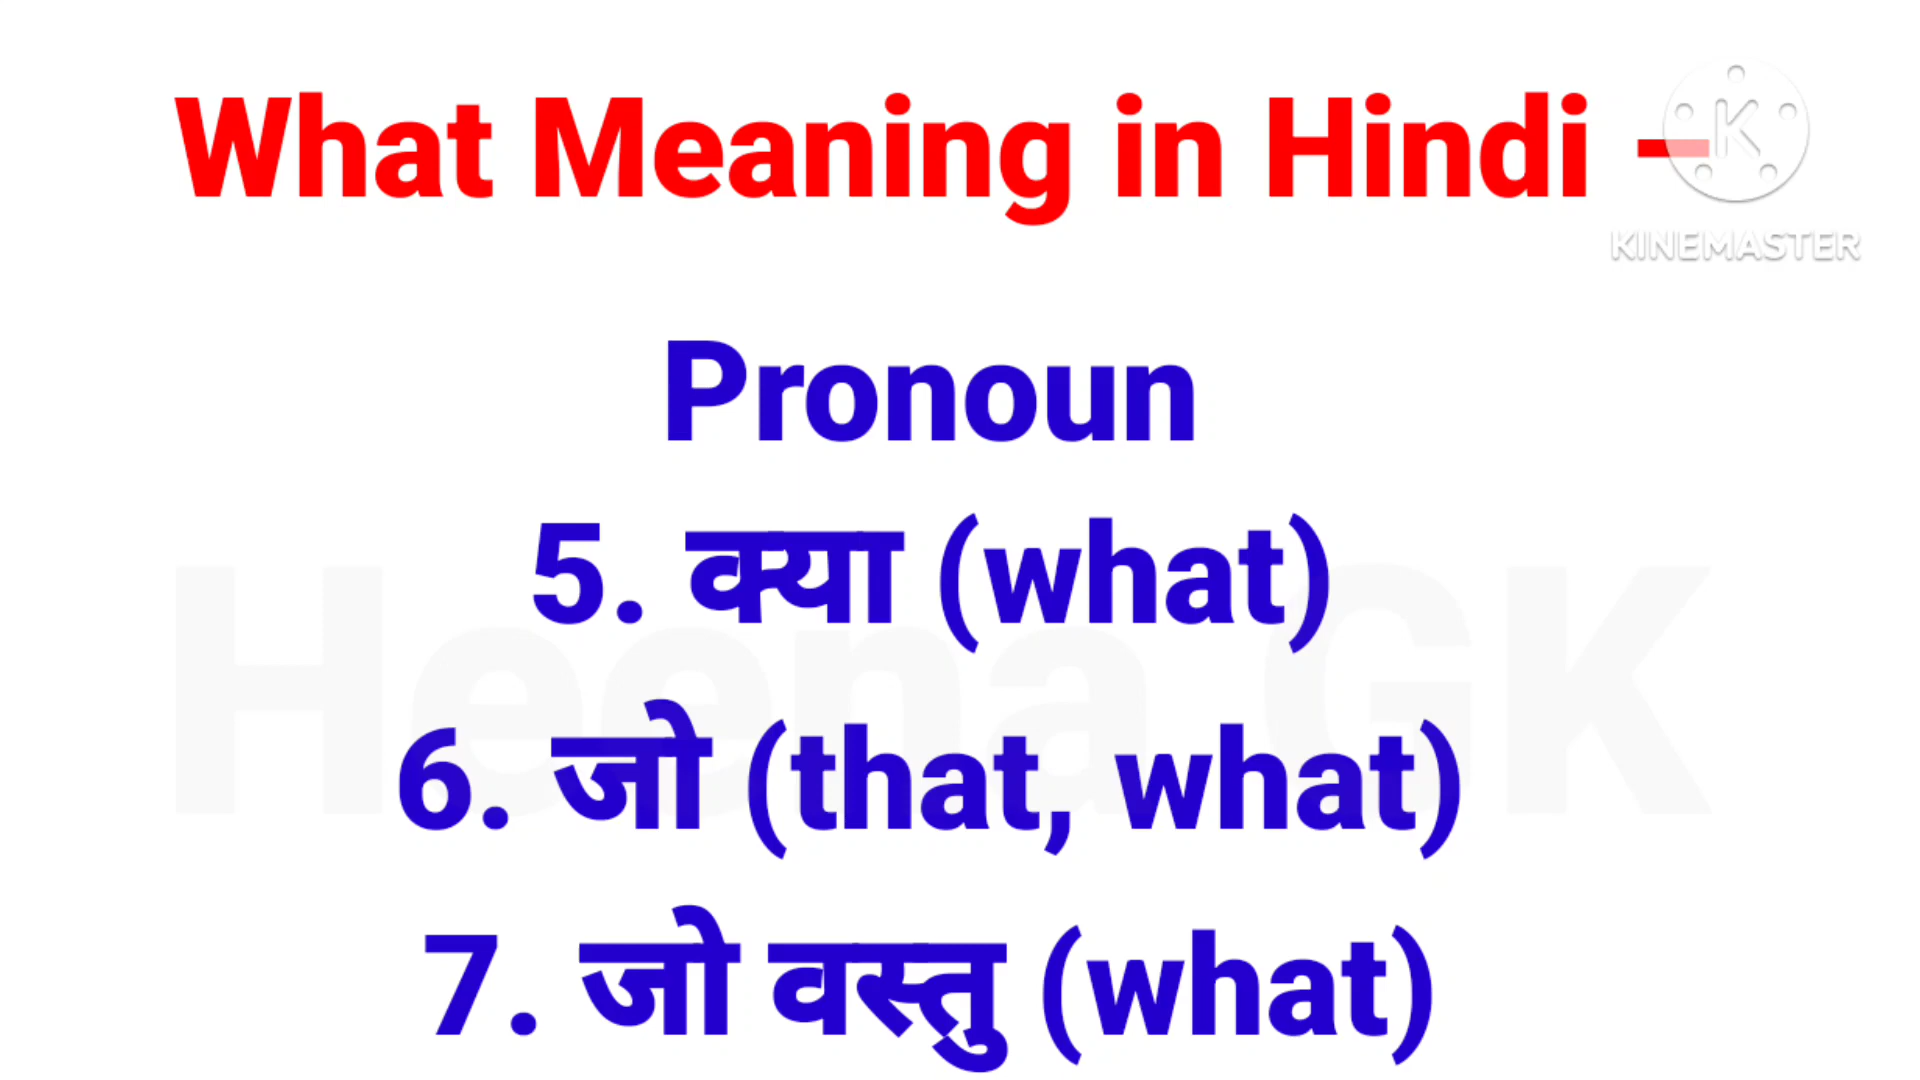 What Meaning in Hindi –
K
KINEMASTER
Pronoun
5. क्या (what)
Heena GK
6. जो (that, what)
7. जो वस्तु (what)